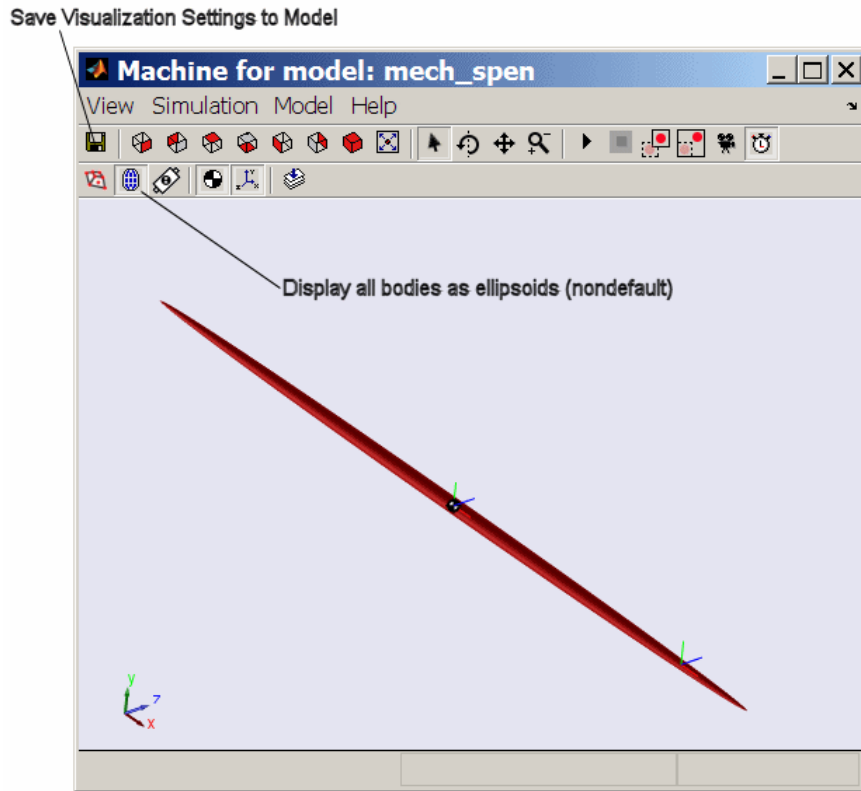 Save Visualization Settings to Model
Machine for model: mech_spen
View Simulation Model Help
Display all bodies as ellipsoids (nondefault)
y
z
x